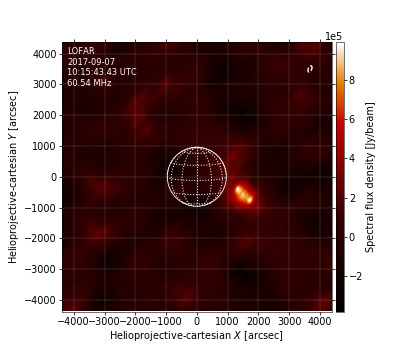 1e5
LOFAR
2017-09-07
10:15:43.43 UTC
60.54 MHz
4000
3000
2000
1000
0
−1000
−2000
−3000
−4000
Helioprojective-cartesian Y [arcsec]
−4000 −3000 −2000 −1000 0 1000 2000 3000 4000
Helioprojective-cartesian X [arcsec]
8
6
4
2
0
−2
Spectral flux density [Jy/beam]